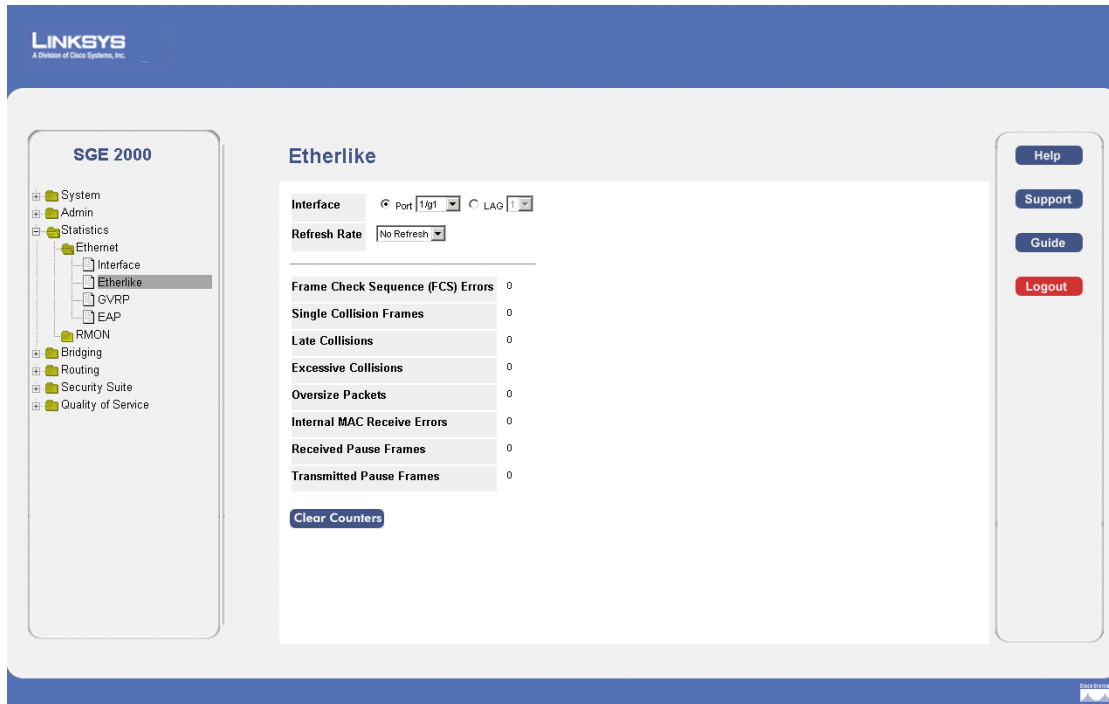 LINKSYS
A Division of Cisco Systems, Inc.
SGE 2000
System
Admin
Statistics
Ethernet
Interface
Etherlike
GVRP
EAP
RMON
Bridging
Routing
Security Suite
Quality of Service
Etherlike
Interface Port 1/g1 LAG 1
Refresh Rate No Refresh
Frame Check Sequence (FCS) Errors 0
Single Collision Frames 0
Late Collisions 0
Excessive Collisions 0
Oversize Packets 0
Internal MAC Receive Errors 0
Received Pause Frames 0
Transmitted Pause Frames 0
Clear Counters
Help
Support
Guide
Logout